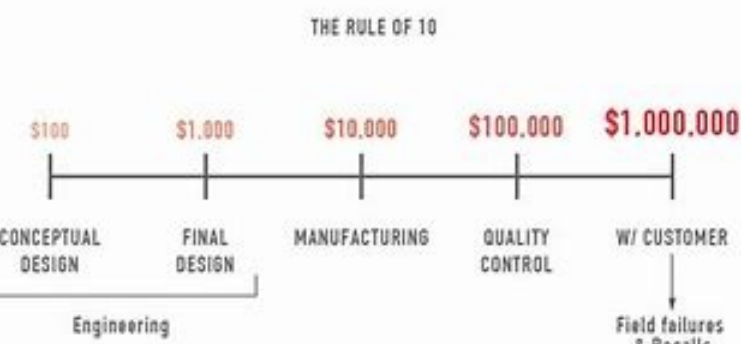 THE RULE OF 10
$100
$1,000
$10,000
$100,000
$1,000,000
CONCEPTUAL
DESIGN
FINAL
DESIGN
MANUFACTURING
QUALITY
CONTROL
W/ CUSTOMER
Engineering
Field failures
& Recalls